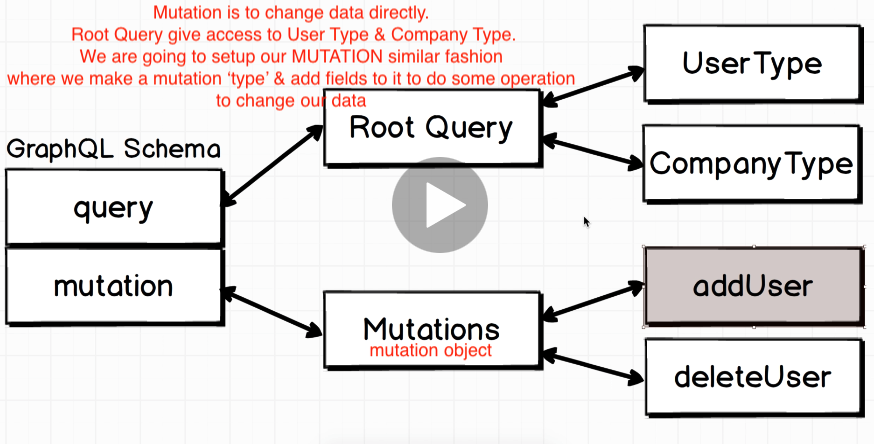 Mutation is to change data directly.
Root Query give access to User Type & Company Type.
We are going to setup our MUTATION similar fashion
where we make a mutation ‘type’ & add fields to it to do some operation
to change our data
UserType
Root Query
GraphQL Schema
CompanyType
query
mutation
addUser
Mutations
mutation object
deleteUser